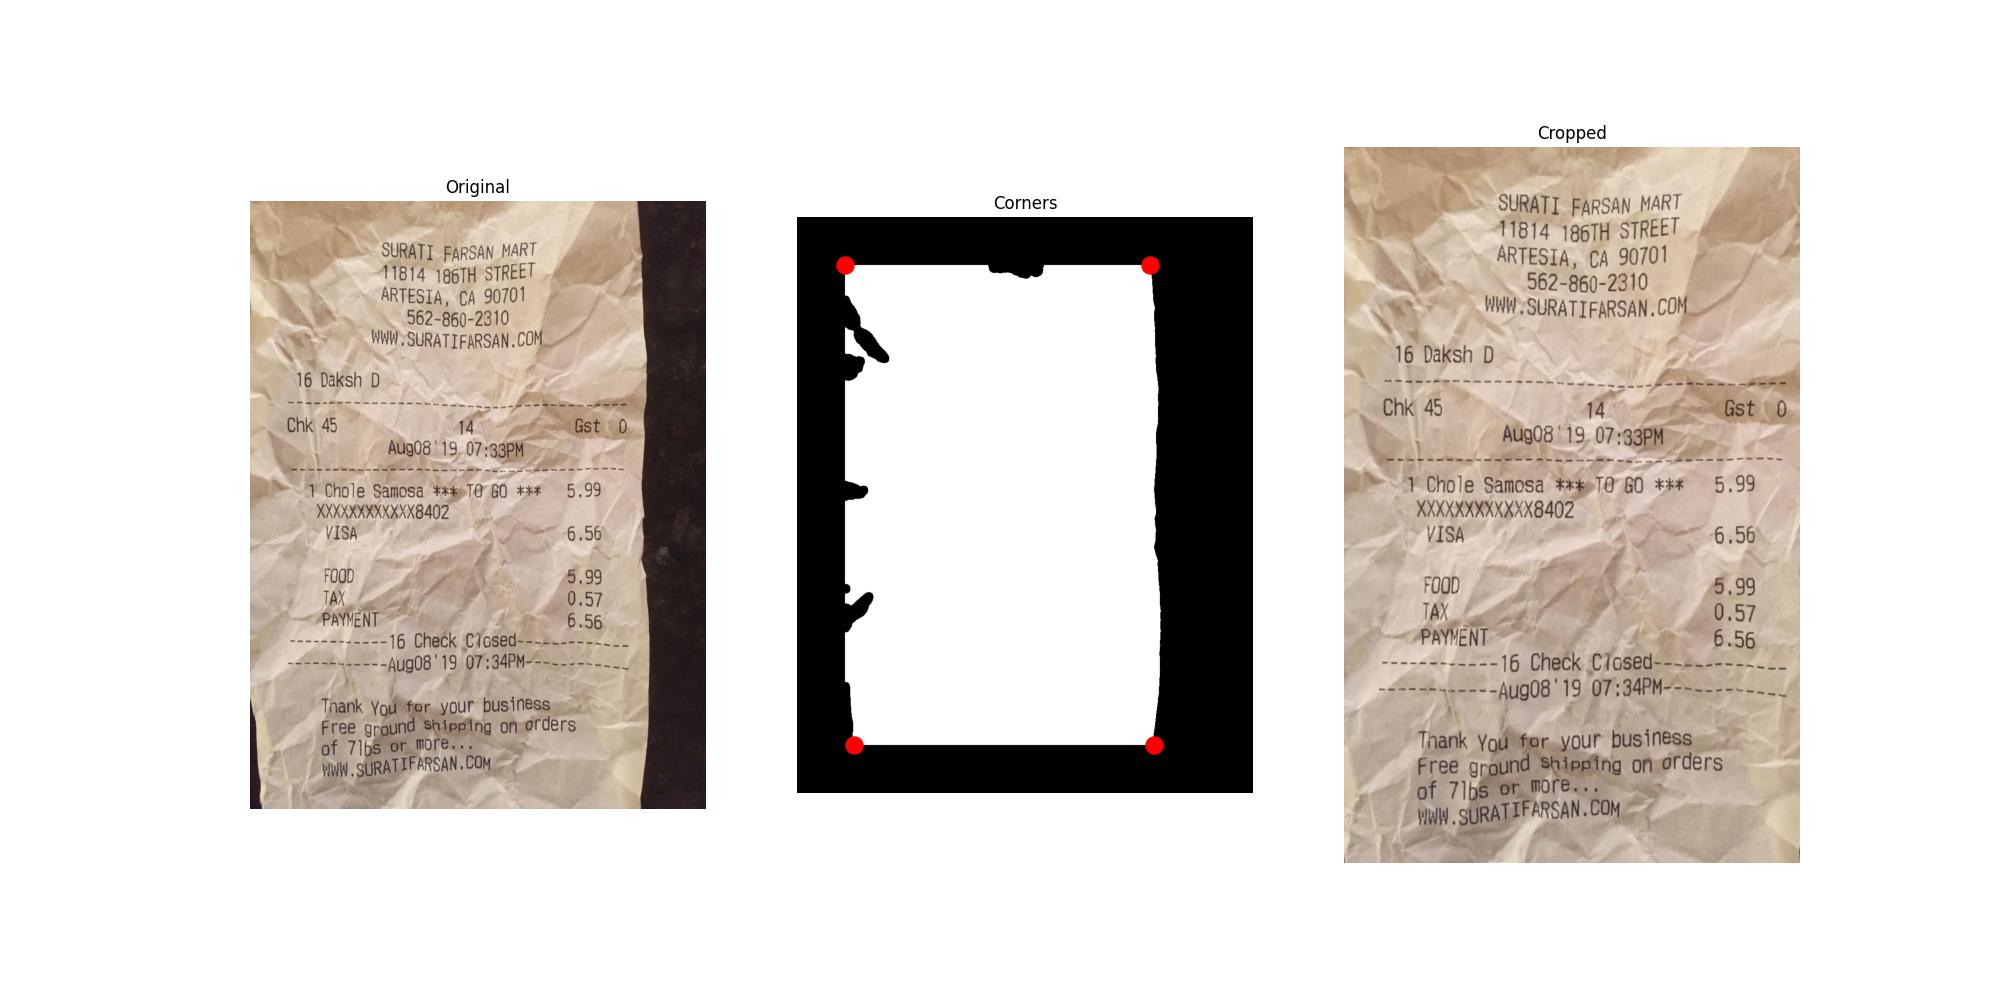 Original
SURATI FARSAN MART
11814 186TH STREET
ARTESIA, CA 90701
562-860-2310
WWW.SURATIFARSAN.COM
16 Daksh D
Chk 45 14 Gst 0
Aug08'19 07:33PM
1 Chole Samosa *** TO GO *** 5.99
XXXXXXXXXXXX8402
VISA 6.56
FOOD 5.99
TAX 0.57
PAYMENT 6.56
------------16 Check Closed------------
------------Aug08'19 07:34PM------------
Thank You for your business
Free ground shipping on orders
of 7lbs or more...
WWW.SURATIFARSAN.COM
Corners
Cropped
SURATI FARSAN MART
11814 186TH STREET
ARTESIA, CA 90701
562-860-2310
WWW.SURATIFARSAN.COM
16 Daksh D
Chk 45 14 Gst 0
Aug08'19 07:33PM
1 Chole Samosa *** TO GO *** 5.99
XXXXXXXXXXXX8402
VISA 6.56
FOOD 5.99
TAX 0.57
PAYMENT 6.56
------------16 Check Closed------------
------------Aug08'19 07:34PM------------
Thank You for your business
Free ground shipping on orders
of 7lbs or more...
WWW.SURATIFARSAN.COM